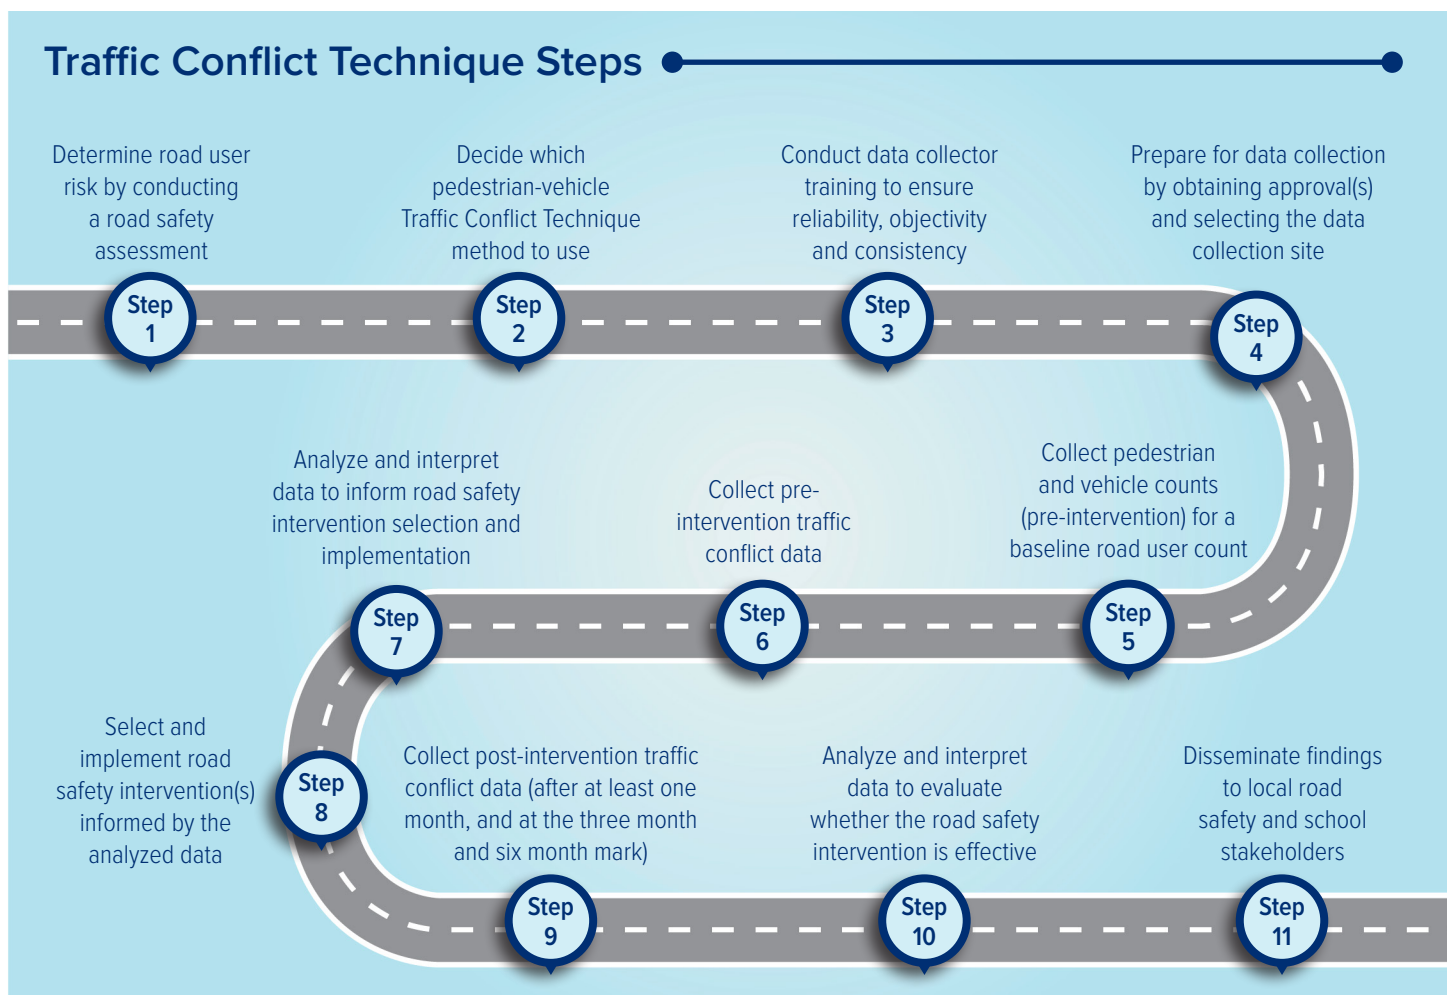 Traffic Conflict Technique Steps
Determine road user
risk by conducting
a road safety
assessment
Step
1
Decide which
pedestrian-vehicle
Traffic Conflict Technique
method to use
Step
2
Conduct data collector
training to ensure
reliability, objectivity
and consistency
Step
3
Prepare for data collection
by obtaining approval(s)
and selecting the data
collection site
Step
4
Collect pedestrian
and vehicle counts
(pre-intervention) for a
baseline road user count
Step
5
Collect pre-
intervention traffic
conflict data
Step
6
Analyze and interpret
data to inform road safety
intervention selection and
implementation
Step
7
Select and
implement road
safety intervention(s)
informed by the
analyzed data
Step
8
Collect post-intervention traffic
conflict data (after at least one
month, and at the three month
and six month mark)
Step
9
Analyze and interpret
data to evaluate
whether the road safety
intervention is effective
Step
10
Disseminate findings
to local road
safety and school
stakeholders
Step
11